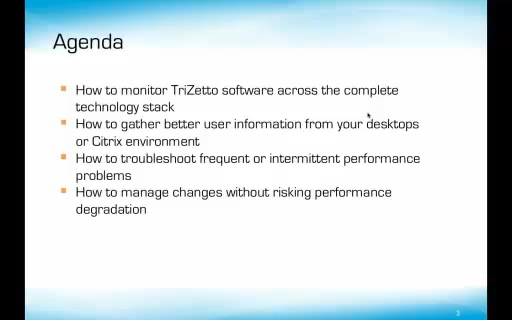 Agenda
How to monitor TriZetto software across the complete
technology stack
How to gather better user information from your desktops
or Citrix environment
How to troubleshoot frequent or intermittent performance
problems
How to manage changes without risking performance
degradation
3